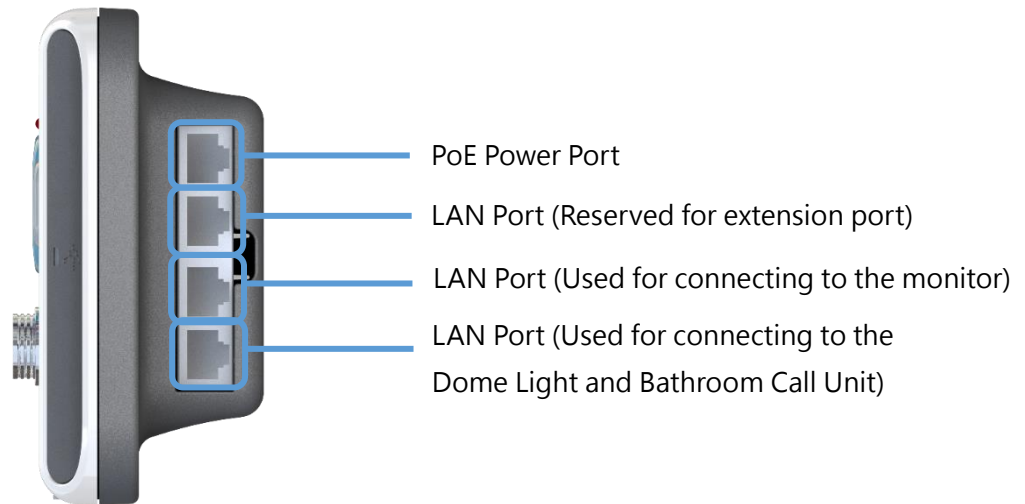 PoE Power Port
LAN Port (Reserved for extension port)
LAN Port (Used for connecting to the monitor)
LAN Port (Used for connecting to the
Dome Light and Bathroom Call Unit)